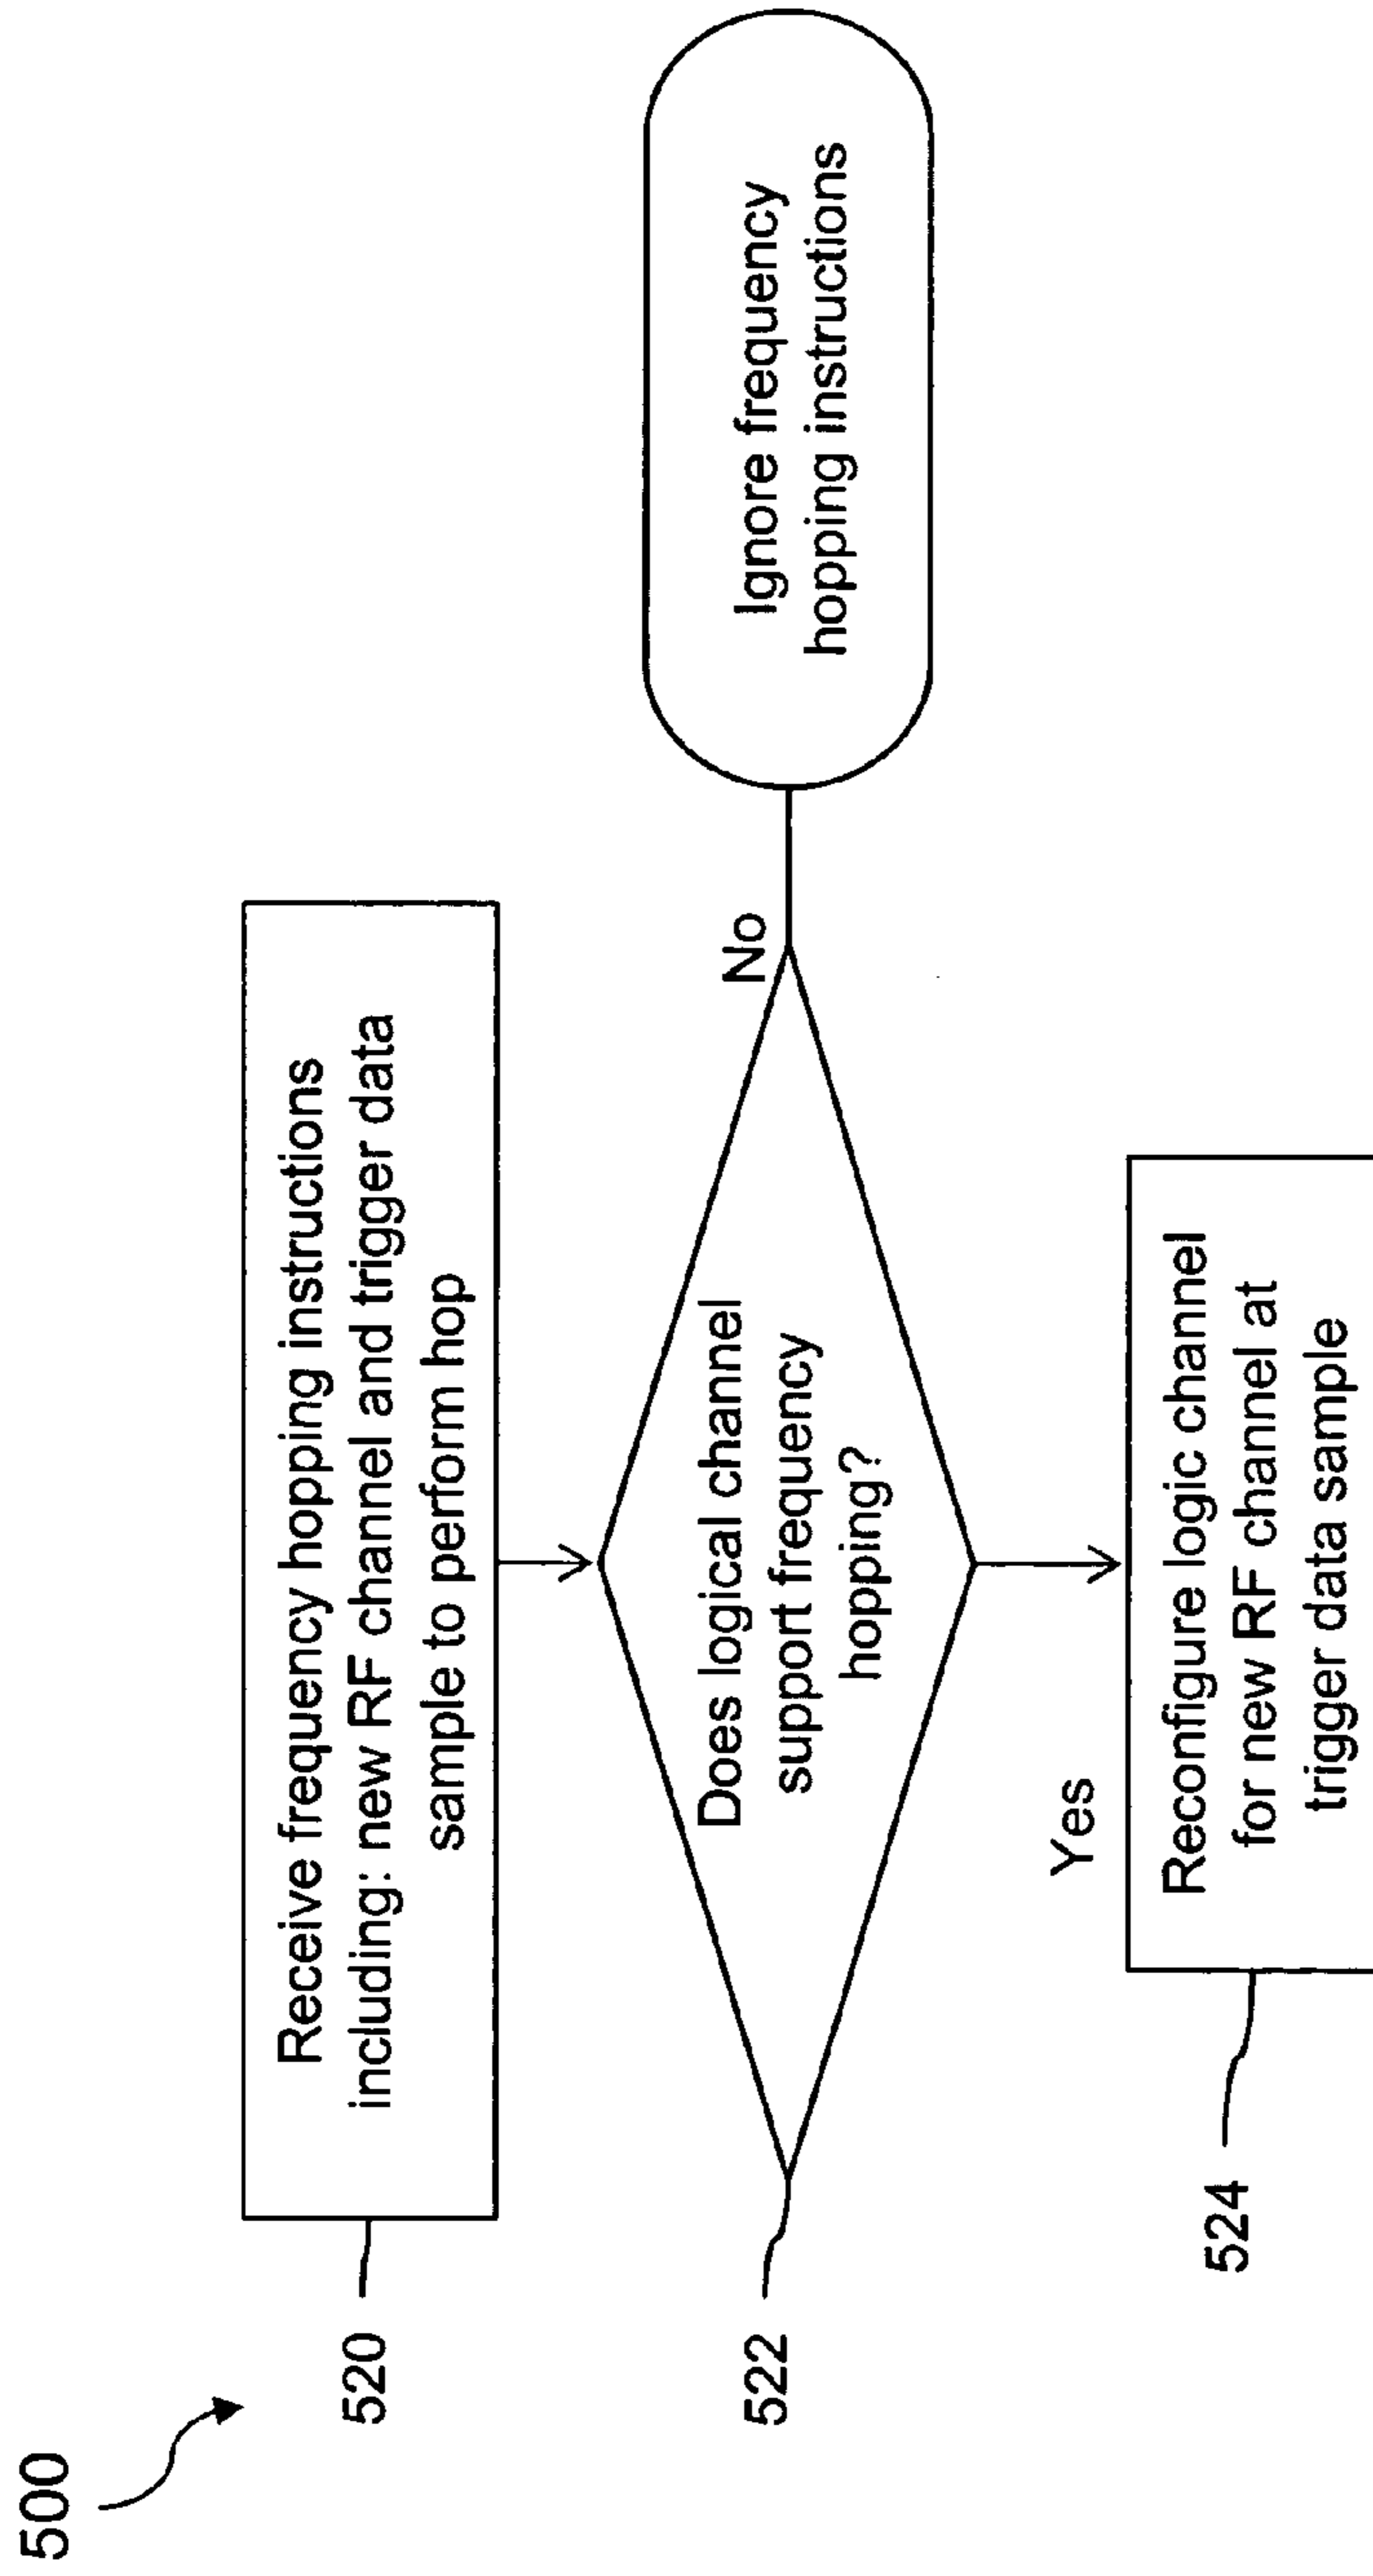 500
520
Receive frequency hopping instructions
including: new RF channel and trigger data
sample to perform hop
522
Does logical channel
support frequency
hopping?
No
Ignore frequency
hopping instructions
Yes
524
Reconfigure logic channel
for new RF channel at
trigger data sample